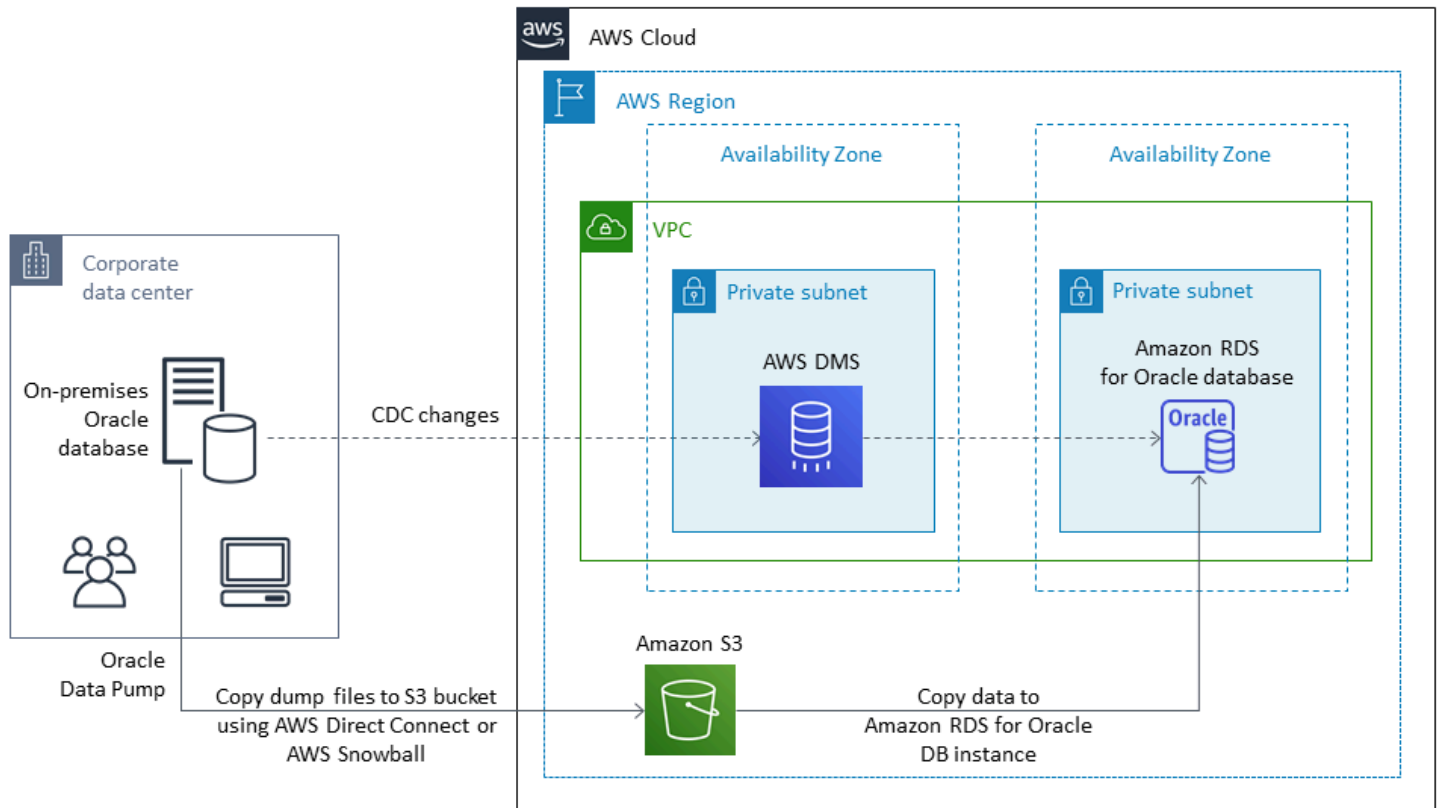 aws
AWS Cloud
AWS Region
Availability Zone
Availability Zone
VPC
Corporate
data center
Private subnet
Private subnet
On-premises
Oracle
database
CDC changes
AWS DMS
Amazon RDS
for Oracle database
Oracle
Oracle
Data Pump
Copy dump files to S3 bucket
using AWS Direct Connect or
AWS Snowball
Amazon S3
Copy data to
Amazon RDS for Oracle
DB instance